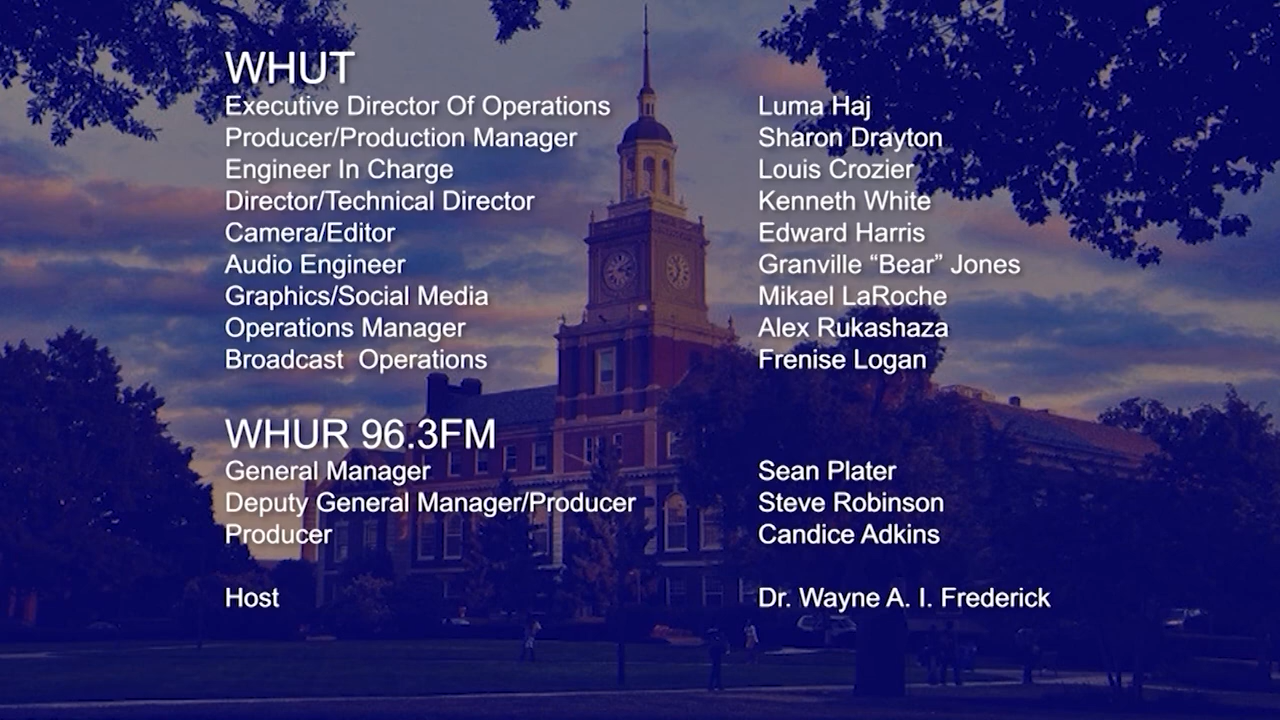 WHUT
Executive Director Of Operations Luma Haj
Producer/Production Manager Sharon Drayton
Engineer In Charge Louis Crozier
Director/Technical Director Kenneth White
Camera/Editor Edward Harris
Audio Engineer Granville “Bear” Jones
Graphics/Social Media Mikael LaRoche
Operations Manager Alex Rukashaza
Broadcast  Operations Frenise Logan
WHUR 96.3FM
General Manager Sean Plater
Deputy General Manager/Producer Steve Robinson
Producer Candice Adkins
Host Dr. Wayne A. I. Frederick